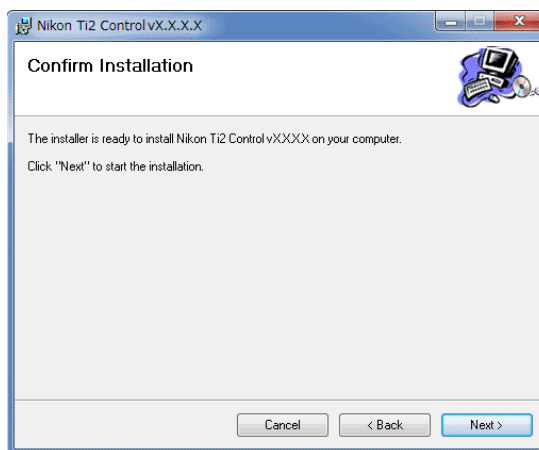 Nikon Ti2 Control vX.X.X.X
Confirm Installation
The installer is ready to install Nikon Ti2 Control vXXXX on your computer.
Click "Next" to start the installation.
Cancel
< Back
Next >